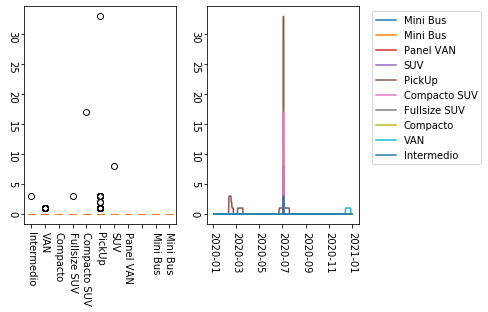 30
25
20
15
10
5
0
Intermedio
VAN
Compacto
Fullsize SUV
Compacto SUV
PickUp
SUV
Panel VAN
Mini Bus
Mini Bus
30
25
20
15
10
5
0
2020-01
2020-03
2020-05
2020-07
2020-09
2020-11
2021-01
Mini Bus
Mini Bus
Panel VAN
SUV
PickUp
Compacto SUV
Fullsize SUV
Compacto
VAN
Intermedio